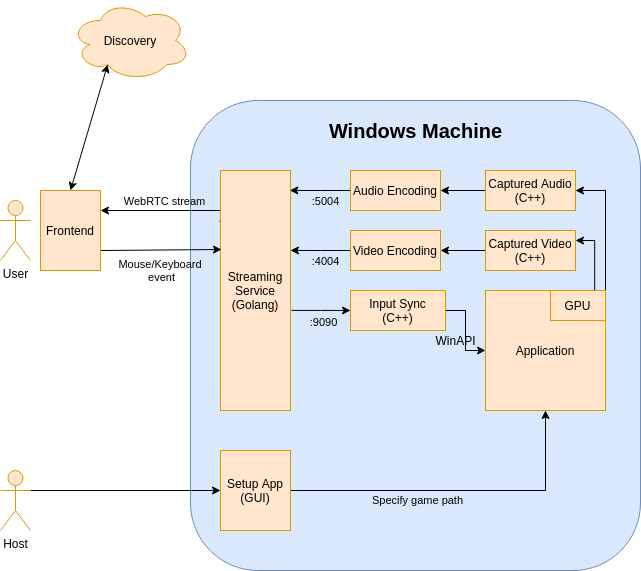 Discovery
Windows Machine
WebRTC stream
:5004
Audio Encoding
Captured Audio
(C++)
Frontend
User
Mouse/Keyboard
event
Streaming
Service
(Golang)
:4004
Video Encoding
Captured Video
(C++)
:9090
Input Sync
(C++)
WinAPI
GPU
Application
Setup App
(GUI)
Specify game path
Host